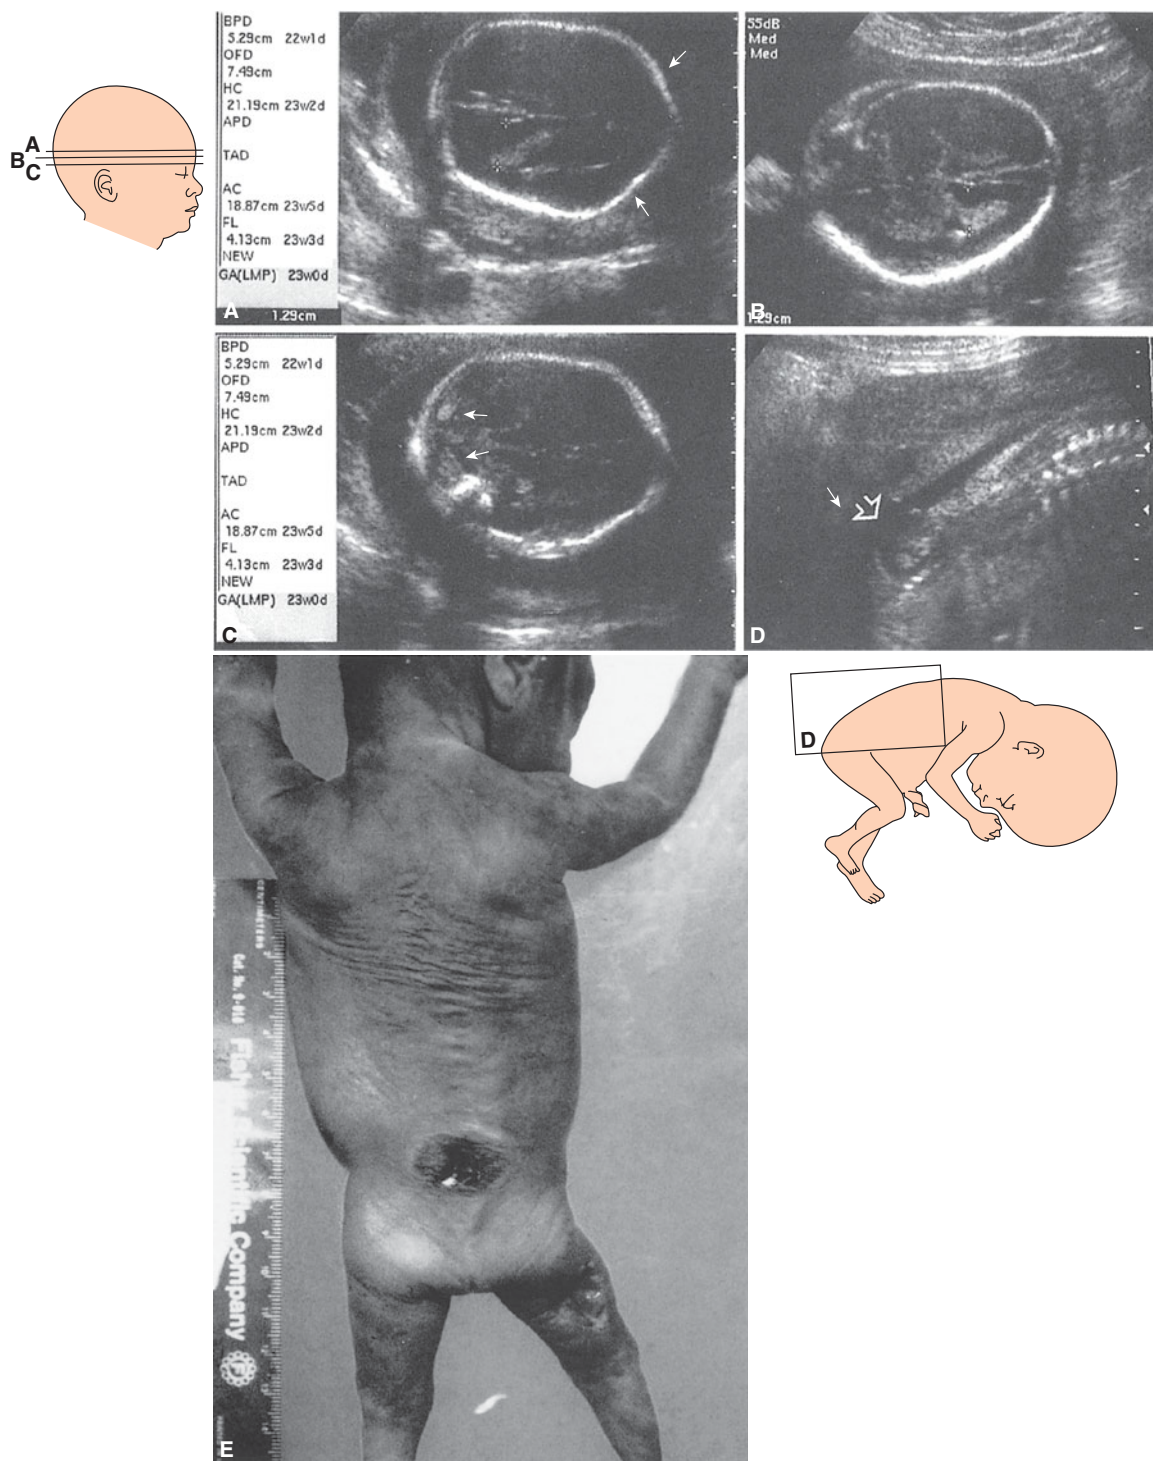 A
B
C
BPD
5.29cm 22w1d
OFD
7.49cm
HC
21.19cm 23w2d
APD
TAD
AC
18.87cm 23w5d
FL
4.13cm 23w3d
NEW
GA(LMP) 23w0d
1.29cm
A
55dB
Med
Med
B
1.29cm
BPD
5.29cm 22w1d
OFD
7.49cm
HC
21.19cm 23w2d
APD
TAD
AC
18.87cm 23w5d
FL
4.13cm 23w3d
NEW
GA(LMP) 23w0d
C
D
D
CENTIMETERS
Fisher Scientific Company
F
E